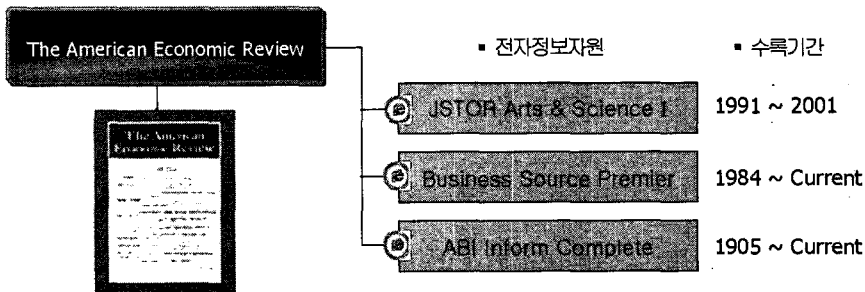 The American Economic Review
▪ 전자정보자원
▪ 수록기간
JSTOR Arts & Science I
1991 ~ 2001
The American
Economic Review
Business Source Premier
1984 ~ Current
ABI Inform Complete
1905 ~ Current